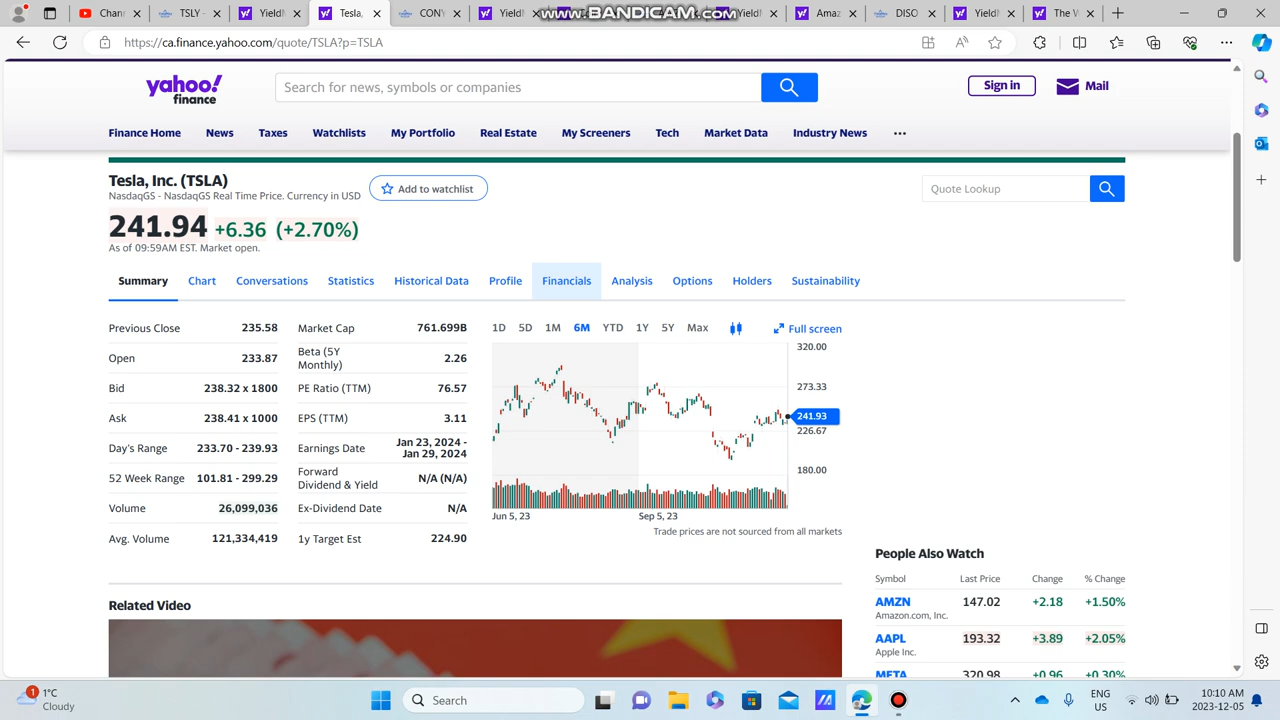 www.BANDICAM.com
https://ca.finance.yahoo.com/quote/TSLA?p=TSLA
yahoo!
finance
Search for news, symbols or companies
Sign in
Mail
Finance Home
News
Taxes
Watchlists
My Portfolio
Real Estate
My Screeners
Tech
Market Data
Industry News
Tesla, Inc. (TSLA)
NasdaqGS - NasdaqGS Real Time Price. Currency in USD
Add to watchlist
Quote Lookup
241.94 +6.36 (+2.70%)
As of 09:59AM EST. Market open.
Summary
Chart
Conversations
Statistics
Historical Data
Profile
Financials
Analysis
Options
Holders
Sustainability
Previous Close 235.58
Open 233.87
Bid 238.32 x 1800
Ask 238.41 x 1000
Day's Range 233.70 - 239.93
52 Week Range 101.81 - 299.29
Volume 26,099,036
Avg. Volume 121,334,419
Market Cap 761.699B
Beta (5Y
Monthly) 2.26
PE Ratio (TTM) 76.57
EPS (TTM) 3.11
Earnings Date Jan 23, 2024 -
Jan 29, 2024
Forward
Dividend & Yield N/A (N/A)
Ex-Dividend Date N/A
1y Target Est 224.90
1D 5D 1M 6M YTD 1Y 5Y Max
Full screen
320.00
273.33
241.93
226.67
180.00
Jun 5, 23
Sep 5, 23
Trade prices are not sourced from all markets
Related Video
People Also Watch
Symbol Last Price Change % Change
AMZN 147.02 +2.18 +1.50%
Amazon.com, Inc.
AAPL 193.32 +3.89 +2.05%
Apple Inc.
META 320.98 +0.96 +0.30%
1
1°C
Cloudy
Search
ENG
US
10:10 AM
2023-12-05